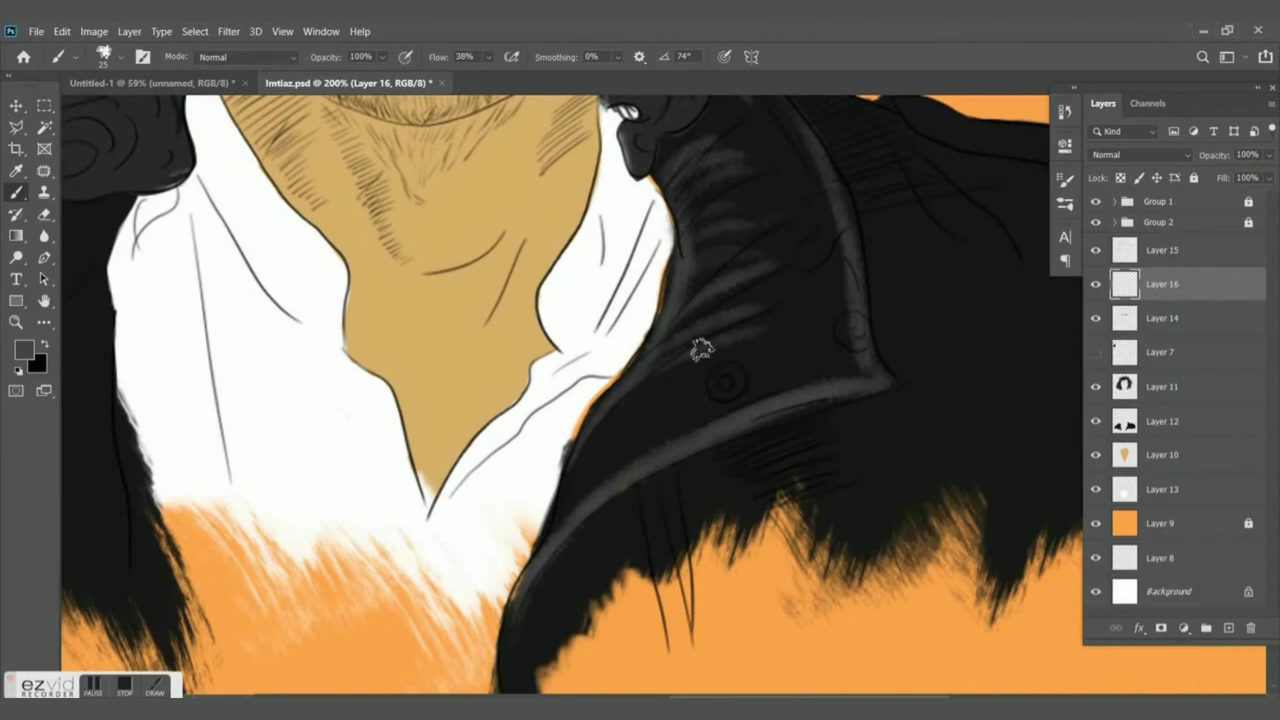 Ps File Edit Image Layer Type Select Filter 3D View Window Help
25 Mode: Normal Opacity: 100% Flow: 38% Smoothing: 0% 74°
Untitled-1 @ 59% (unnamed, RGB/8) * × Imtiaz.psd @ 200% (Layer 16, RGB/8) * ×
Layers Channels
Kind
Normal Opacity: 100%
Lock: Fill: 100%
Group 1
Group 2
Layer 15
Layer 16
Layer 14
Layer 7
Layer 11
Layer 12
Layer 10
Layer 13
Layer 9
Layer 8
Background
ezvid
RECORDER
PAUSE STOP DRAW